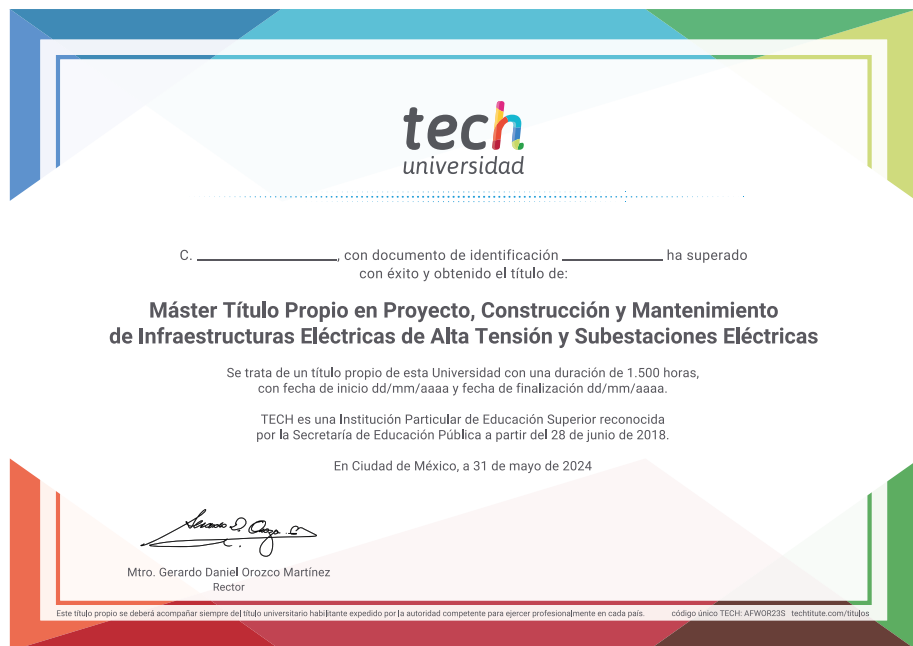 tech
universidad
C. ____________________, con documento de identificación ______________ ha superado
con éxito y obtenido el título de:
Máster Título Propio en Proyecto, Construcción y Mantenimiento
de Infraestructuras Eléctricas de Alta Tensión y Subestaciones Eléctricas
Se trata de un título propio de esta Universidad con una duración de 1.500 horas,
con fecha de inicio dd/mm/aaaa y fecha de finalización dd/mm/aaaa.
TECH es una Institución Particular de Educación Superior reconocida
por la Secretaría de Educación Pública a partir del 28 de junio de 2018.
En Ciudad de México, a 31 de mayo de 2024
Mtro. Gerardo Daniel Orozco Martínez
Rector
Este título propio se deberá acompañar siempre del título universitario habilitante expedido por la autoridad competente para ejercer profesionalmente en cada país. código único TECH: AFWOR23S techtitute.com/titulos